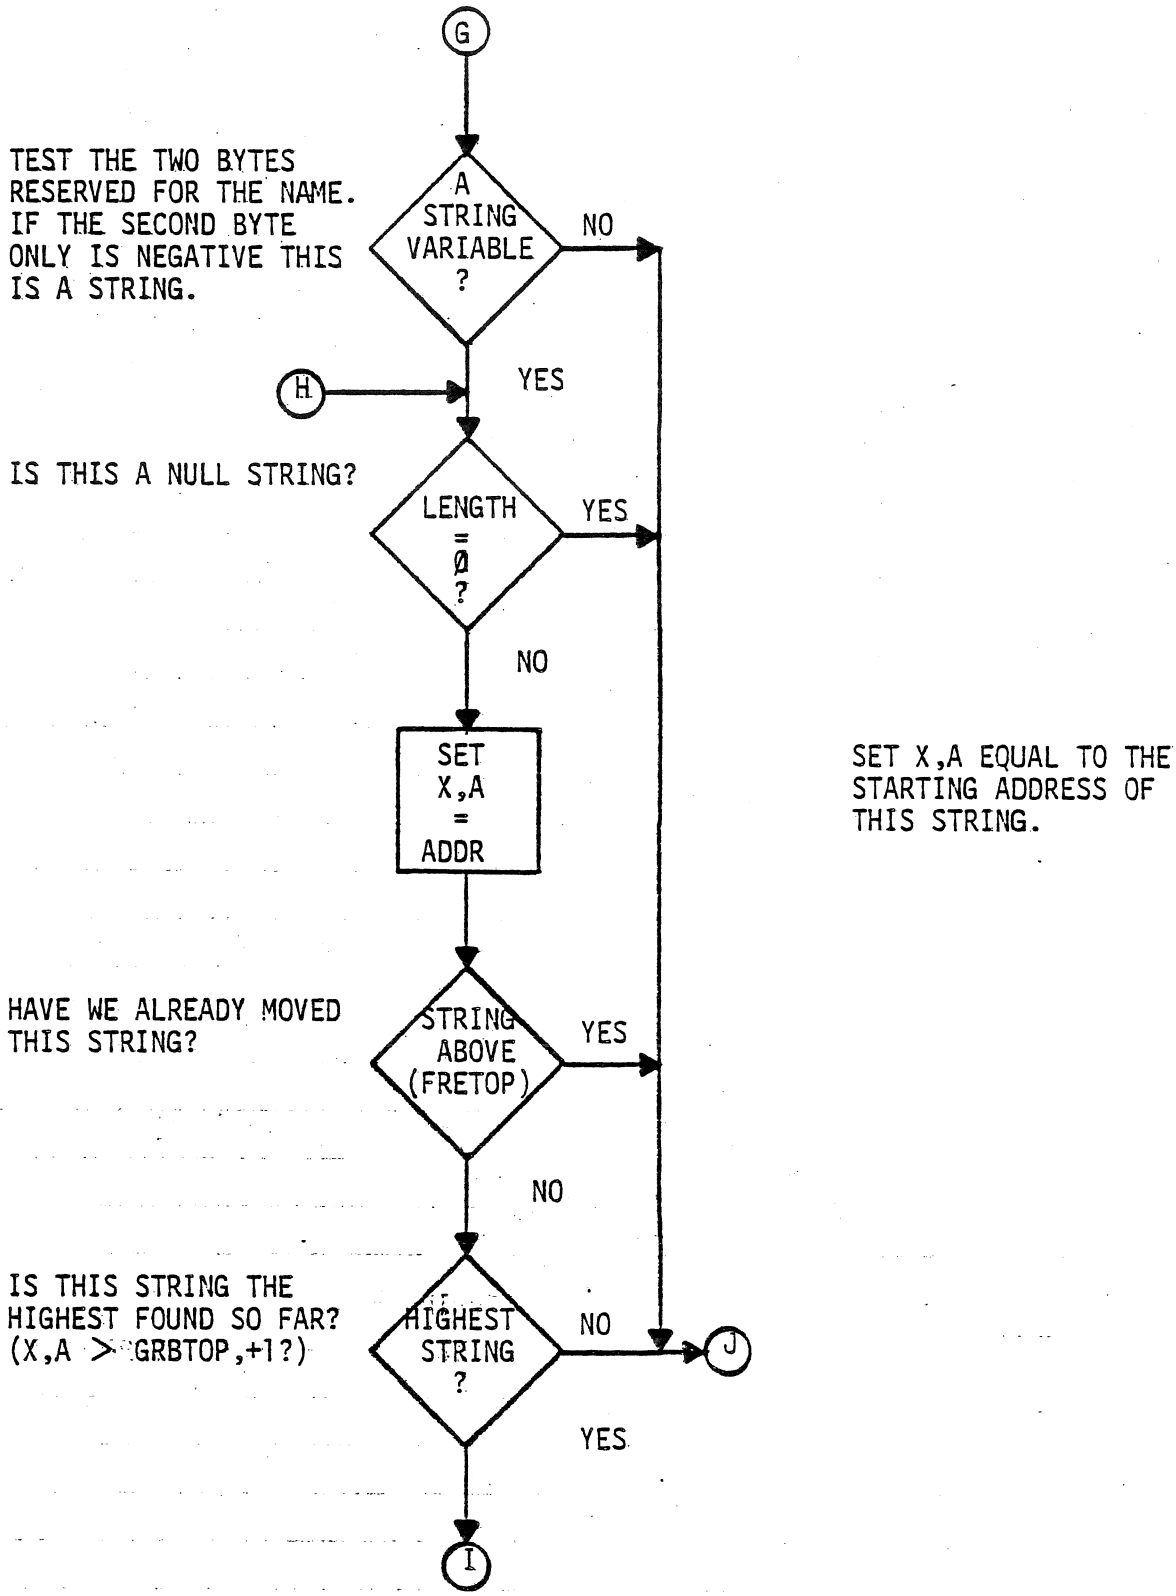 G
TEST THE TWO BYTES
RESERVED FOR THE NAME.
IF THE SECOND BYTE
ONLY IS NEGATIVE THIS
IS A STRING.
A
STRING
VARIABLE
?
NO
YES
H
IS THIS A NULL STRING?
LENGTH
=
Ø
?
YES
NO
SET
X,A
=
ADDR
SET X,A EQUAL TO THE
STARTING ADDRESS OF
THIS STRING.
HAVE WE ALREADY MOVED
THIS STRING?
STRING
ABOVE
(FRETOP)
YES
NO
IS THIS STRING THE
HIGHEST FOUND SO FAR?
(X,A > GRBTOP,+1?)
HIGHEST
STRING
?
NO
J
YES
I